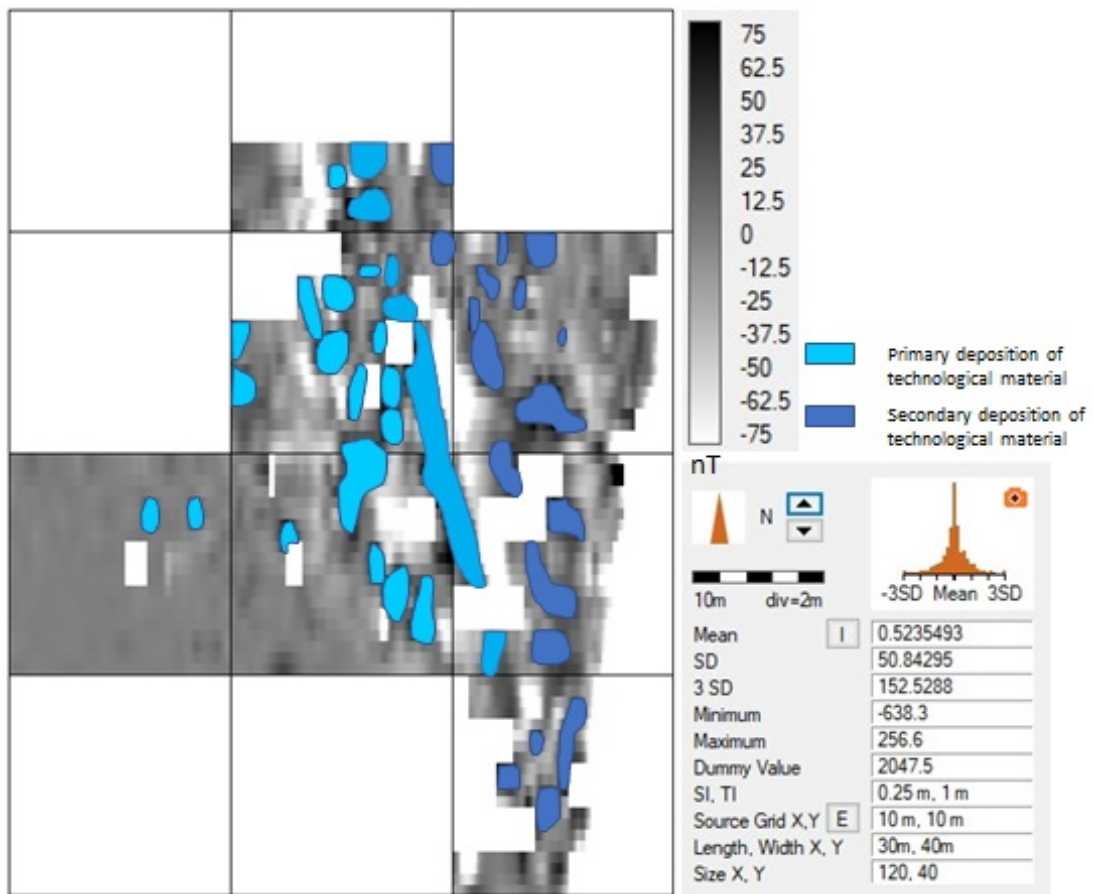 75
62.5
50
37.5
25
12.5
0
-12.5
-25
-37.5
-50
-62.5
-75
nT
Primary deposition of
technological material
Secondary deposition of
technological material
N
10m div=2m
-3SD Mean 3SD
Mean I 0.5235493
SD 50.84295
3 SD 152.5288
Minimum -638.3
Maximum 256.6
Dummy Value 2047.5
SI, TI 0.25 m, 1 m
Source Grid X,Y E 10 m, 10 m
Length, Width X, Y 30m, 40m
Size X, Y 120, 40